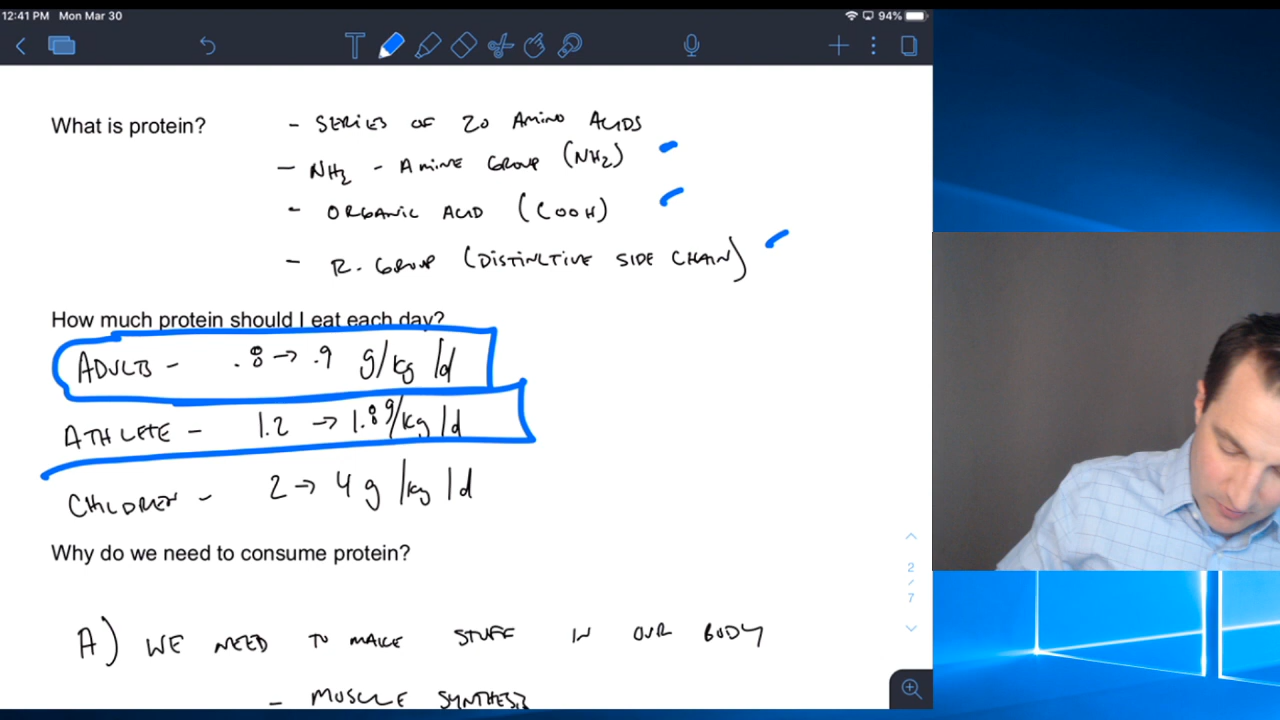 12:41 PM Mon Mar 30 94%
T
What is protein? - SERIES OF 20 AMINO ACIDS
- NH2 - AMINE GROUP (NH2)
- ORGANIC ACID (COOH)
- R. GROUP (DISTINCTIVE SIDE CHAIN)
How much protein should I eat each day?
ADULTS - .8 → .9 g/kg/d
ATHLETE - 1.2 → 1.8g/kg/d
CHILDREN - 2 → 4 g/kg/d
Why do we need to consume protein?
2
/
7
A) WE NEED TO MAKE STUFF IN OUR BODY
- MUSCLE SYNTHESIS